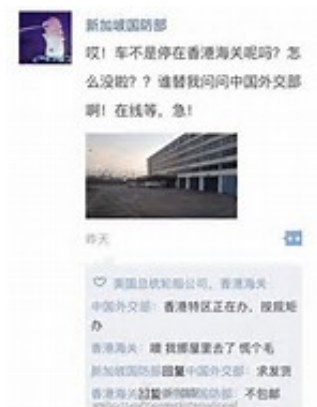 新加坡国防部
哎！车不是停在香港海关呢吗？怎
么没啦？？谁替我问问中国外交部
啊！在线等，急！
昨天
美国总统轮船公司，香港海关
中国外交部：香港特区正在办，按规矩
办
香港海关：噢 我挪屋里去了 慌个毛
新加坡国防部回复中国外交部：求发货
香港海关回复新加坡国防部：不包邮